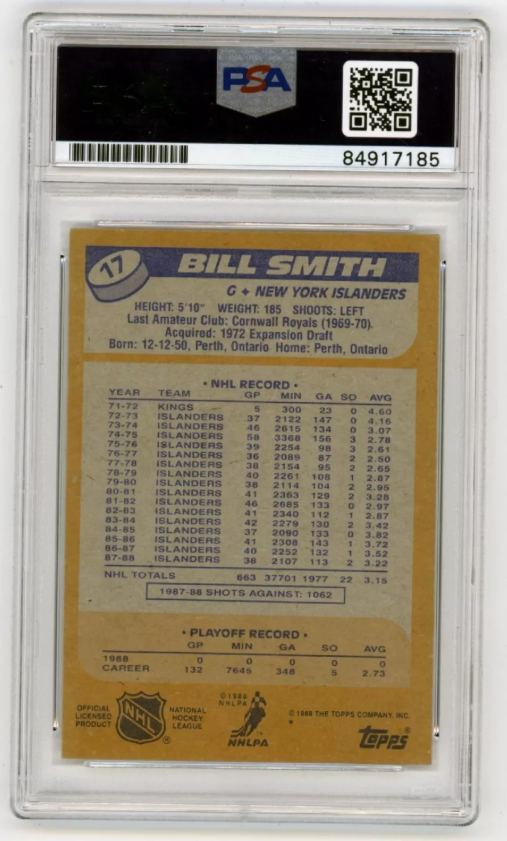 PSA
84917185
17
BILL SMITH
G ♦ NEW YORK ISLANDERS
HEIGHT: 5'10" WEIGHT: 185 SHOOTS: LEFT
Last Amateur Club: Cornwall Royals (1969-70).
Acquired: 1972 Expansion Draft
Born: 12-12-50, Perth, Ontario Home: Perth, Ontario
• NHL RECORD •
YEAR TEAM GP MIN GA SO AVG
71-72 KINGS 5 300 23 0 4.60
72-73 ISLANDERS 37 2122 147 0 4.16
73-74 ISLANDERS 46 2615 134 0 3.07
74-75 ISLANDERS 58 3368 156 3 2.78
75-76 ISLANDERS 39 2254 98 3 2.61
76-77 ISLANDERS 36 2089 87 2 2.50
77-78 ISLANDERS 38 2154 95 2 2.65
78-79 ISLANDERS 40 2261 108 1 2.87
79-80 ISLANDERS 38 2114 104 2 2.95
80-81 ISLANDERS 41 2363 129 2 3.28
81-82 ISLANDERS 46 2685 133 0 2.97
82-83 ISLANDERS 41 2340 112 1 2.87
83-84 ISLANDERS 42 2279 130 2 3.42
84-85 ISLANDERS 37 2090 133 0 3.82
85-86 ISLANDERS 41 2308 143 1 3.72
86-87 ISLANDERS 40 2252 132 1 3.52
87-88 ISLANDERS 38 2107 113 2 3.22
NHL TOTALS 663 37701 1977 22 3.15
1987-88 SHOTS AGAINST: 1062
• PLAYOFF RECORD •
GP MIN GA SO AVG
1988 0 0 0 0 0
CAREER 132 7645 348 5 2.73
OFFICIAL LICENSED PRODUCT
NHL
®
NATIONAL HOCKEY LEAGUE
© 1988 NHLPA
NHLPA
™
© 1988 THE TOPPS COMPANY, INC.
*
TOPPS®